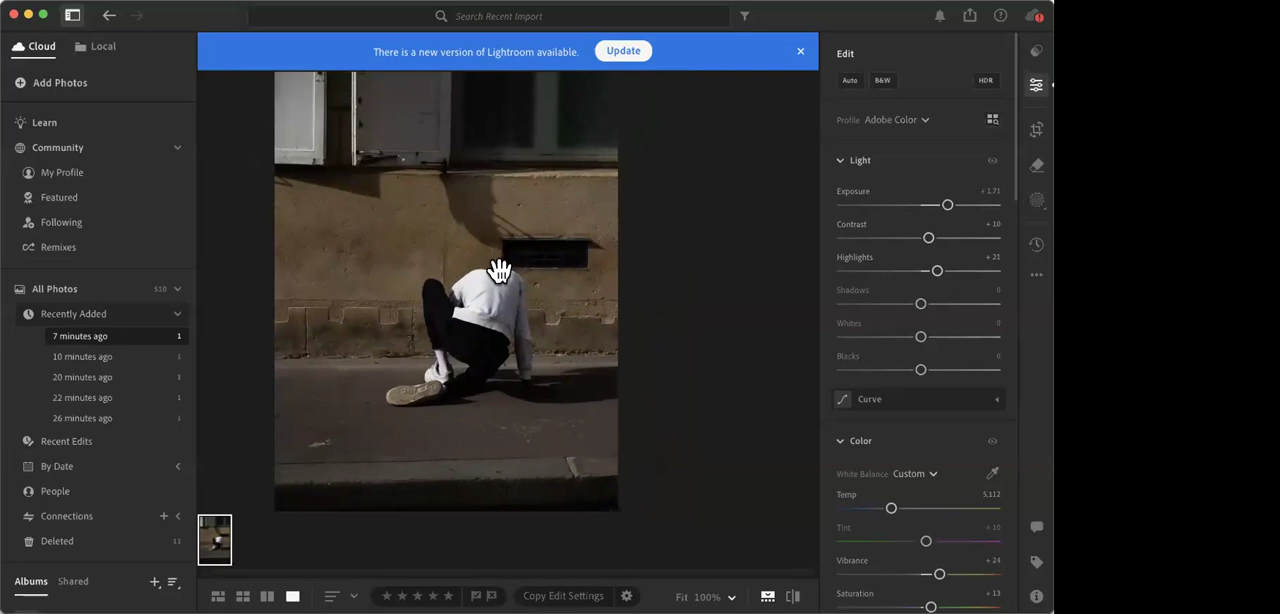 Search Recent Import
Cloud
Local
There is a new version of Lightroom available.
Update
Add Photos
Learn
Community
My Profile
Featured
Following
Remixes
All Photos
510
Recently Added
7 minutes ago
1
10 minutes ago
1
20 minutes ago
1
22 minutes ago
1
26 minutes ago
1
Recent Edits
By Date
People
Connections
Deleted
11
Albums
Shared
Copy Edit Settings
Fit
100%
Edit
Auto
B&W
HDR
Profile
Adobe Color
Light
Exposure
+ 1.71
Contrast
+ 10
Highlights
+ 21
Shadows
0
Whites
0
Blacks
0
Curve
Color
White Balance
Custom
Temp
5,112
Tint
+ 10
Vibrance
+ 24
Saturation
+ 13